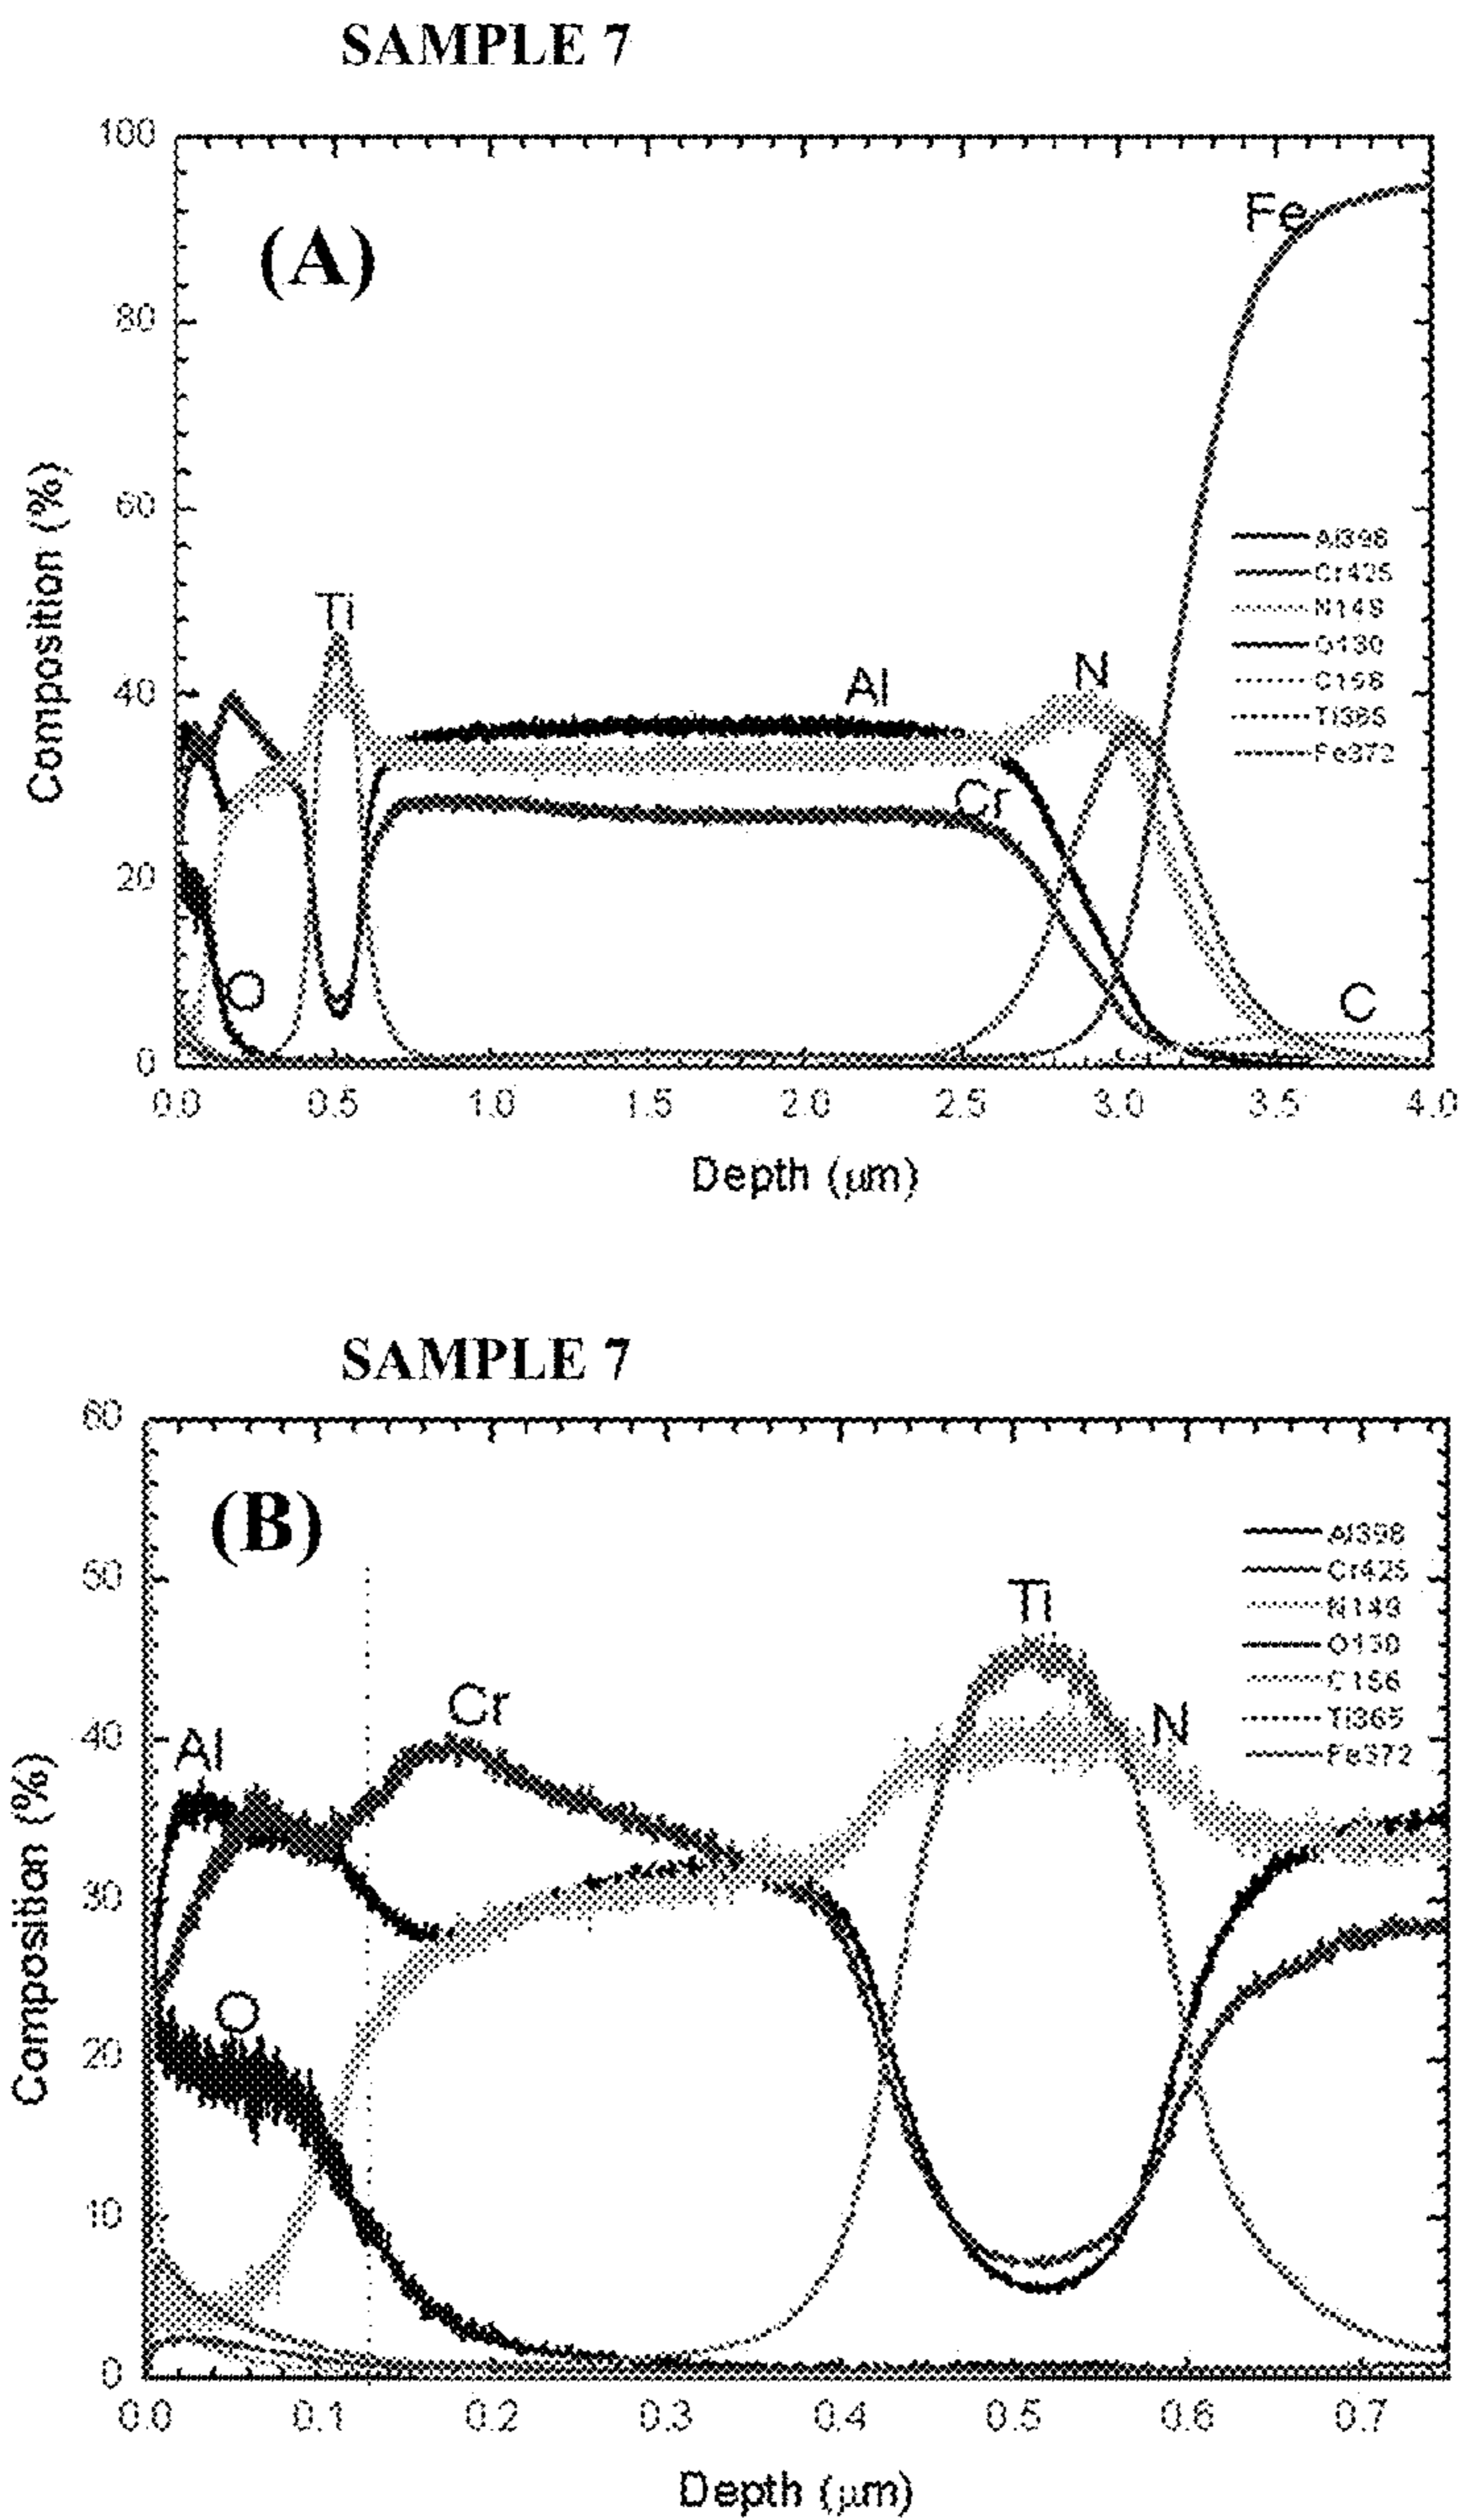 SAMPLE 7
100
80
60
40
20
0
Composition (%)
(A)
Fe
Ti
Al
N
Cr
O
C
Al396
Cr425
N149
O130
C156
Ti365
Fe372
0.0 0.5 1.0 1.5 2.0 2.5 3.0 3.5 4.0
Depth (μm)
SAMPLE 7
60
50
40
30
20
10
0
Composition (%)
(B)
Al
Cr
O
Ti
N
Al396
Cr425
N149
O130
C156
Ti365
Fe372
0.0 0.1 0.2 0.3 0.4 0.5 0.6 0.7
Depth (μm)